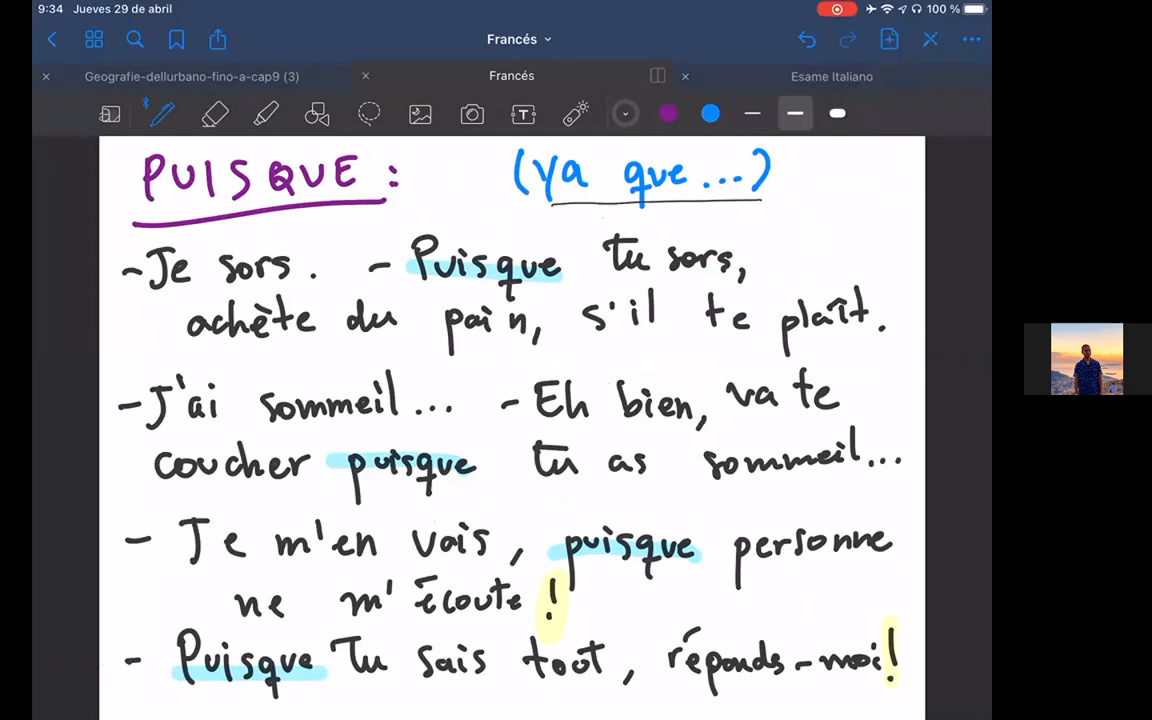 9:34 Jueves 29 de abril
100 %
Francés
Geografie-dellurbano-fino-a-cap9 (3)
Francés
Esame Italiano
PUISQUE : (ya que...)
- Je sors. - Puisque tu sors,
achète du pain, s'il te plaît.
- J'ai sommeil... - Eh bien, va te
coucher puisque tu as sommeil...
- Je m'en vais, puisque personne
ne m'écoute !
- Puisque Tu sais tout, réponds-moi!